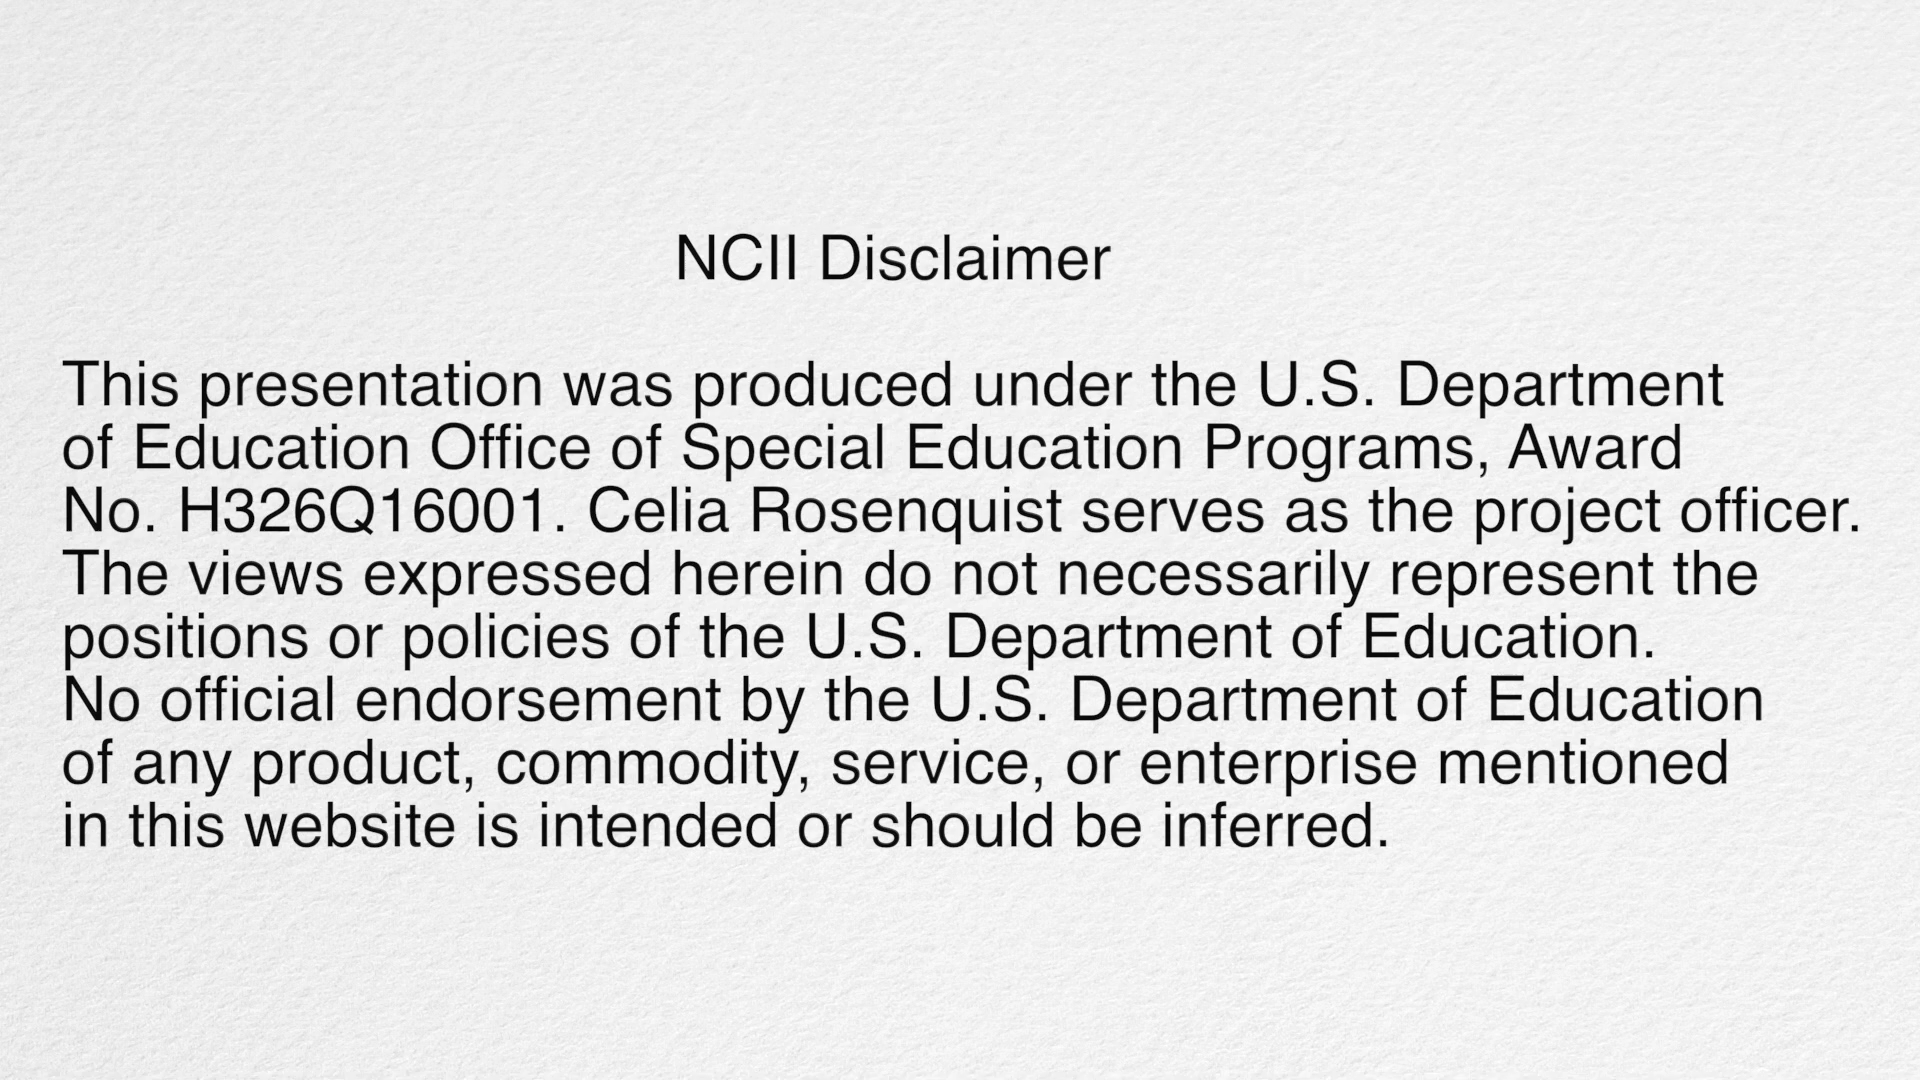 NCII Disclaimer
This presentation was produced under the U.S. Department
of Education Office of Special Education Programs, Award
No. H326Q16001. Celia Rosenquist serves as the project officer.
The views expressed herein do not necessarily represent the
positions or policies of the U.S. Department of Education.
No official endorsement by the U.S. Department of Education
of any product, commodity, service, or enterprise mentioned
in this website is intended or should be inferred.